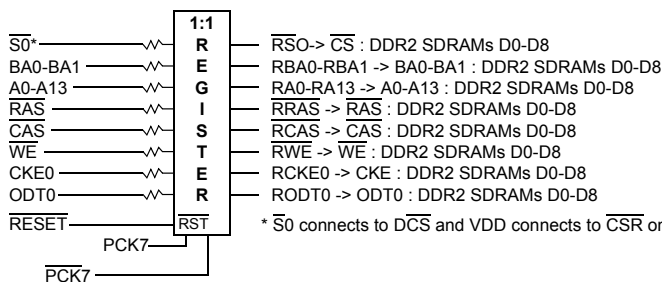 1:1
S0* R RSO-> CS : DDR2 SDRAMs D0-D8
BA0-BA1 E RBA0-RBA1 -> BA0-BA1 : DDR2 SDRAMs D0-D8
A0-A13 G RA0-RA13 -> A0-A13 : DDR2 SDRAMs D0-D8
RAS I RRAS -> RAS : DDR2 SDRAMs D0-D8
CAS S RCAS -> CAS : DDR2 SDRAMs D0-D8
WE T RWE -> WE : DDR2 SDRAMs D0-D8
CKE0 E RCKE0 -> CKE : DDR2 SDRAMs D0-D8
ODT0 R RODT0 -> ODT0 : DDR2 SDRAMs D0-D8
RESET RST * S0 connects to DCS and VDD connects to CSR
PCK7
PCK7